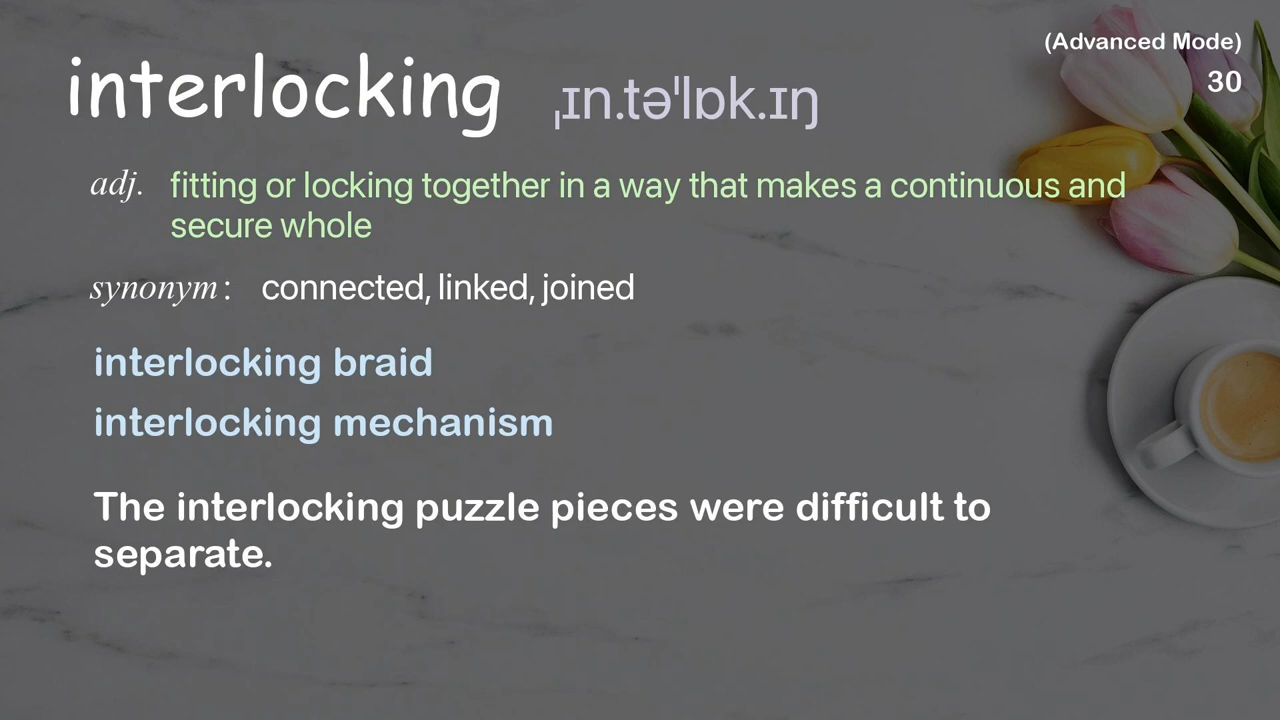 (Advanced Mode)
30
interlocking ˌɪn.təˈlɒk.ɪŋ
adj. fitting or locking together in a way that makes a continuous and
secure whole
synonym: connected, linked, joined
interlocking braid
interlocking mechanism
The interlocking puzzle pieces were difficult to
separate.